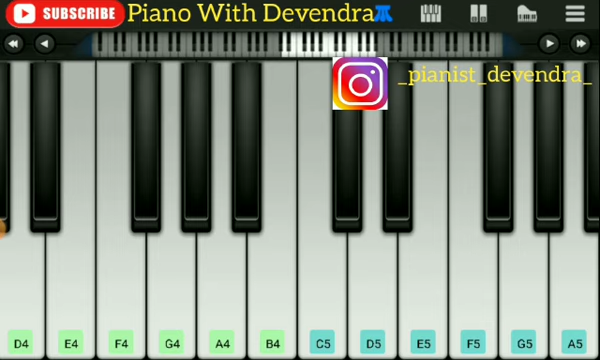 SUBSCRIBE Piano With Devendra
_pianist_devendra_
D4 E4 F4 G4 A4 B4 C5 D5 E5 F5 G5 A5